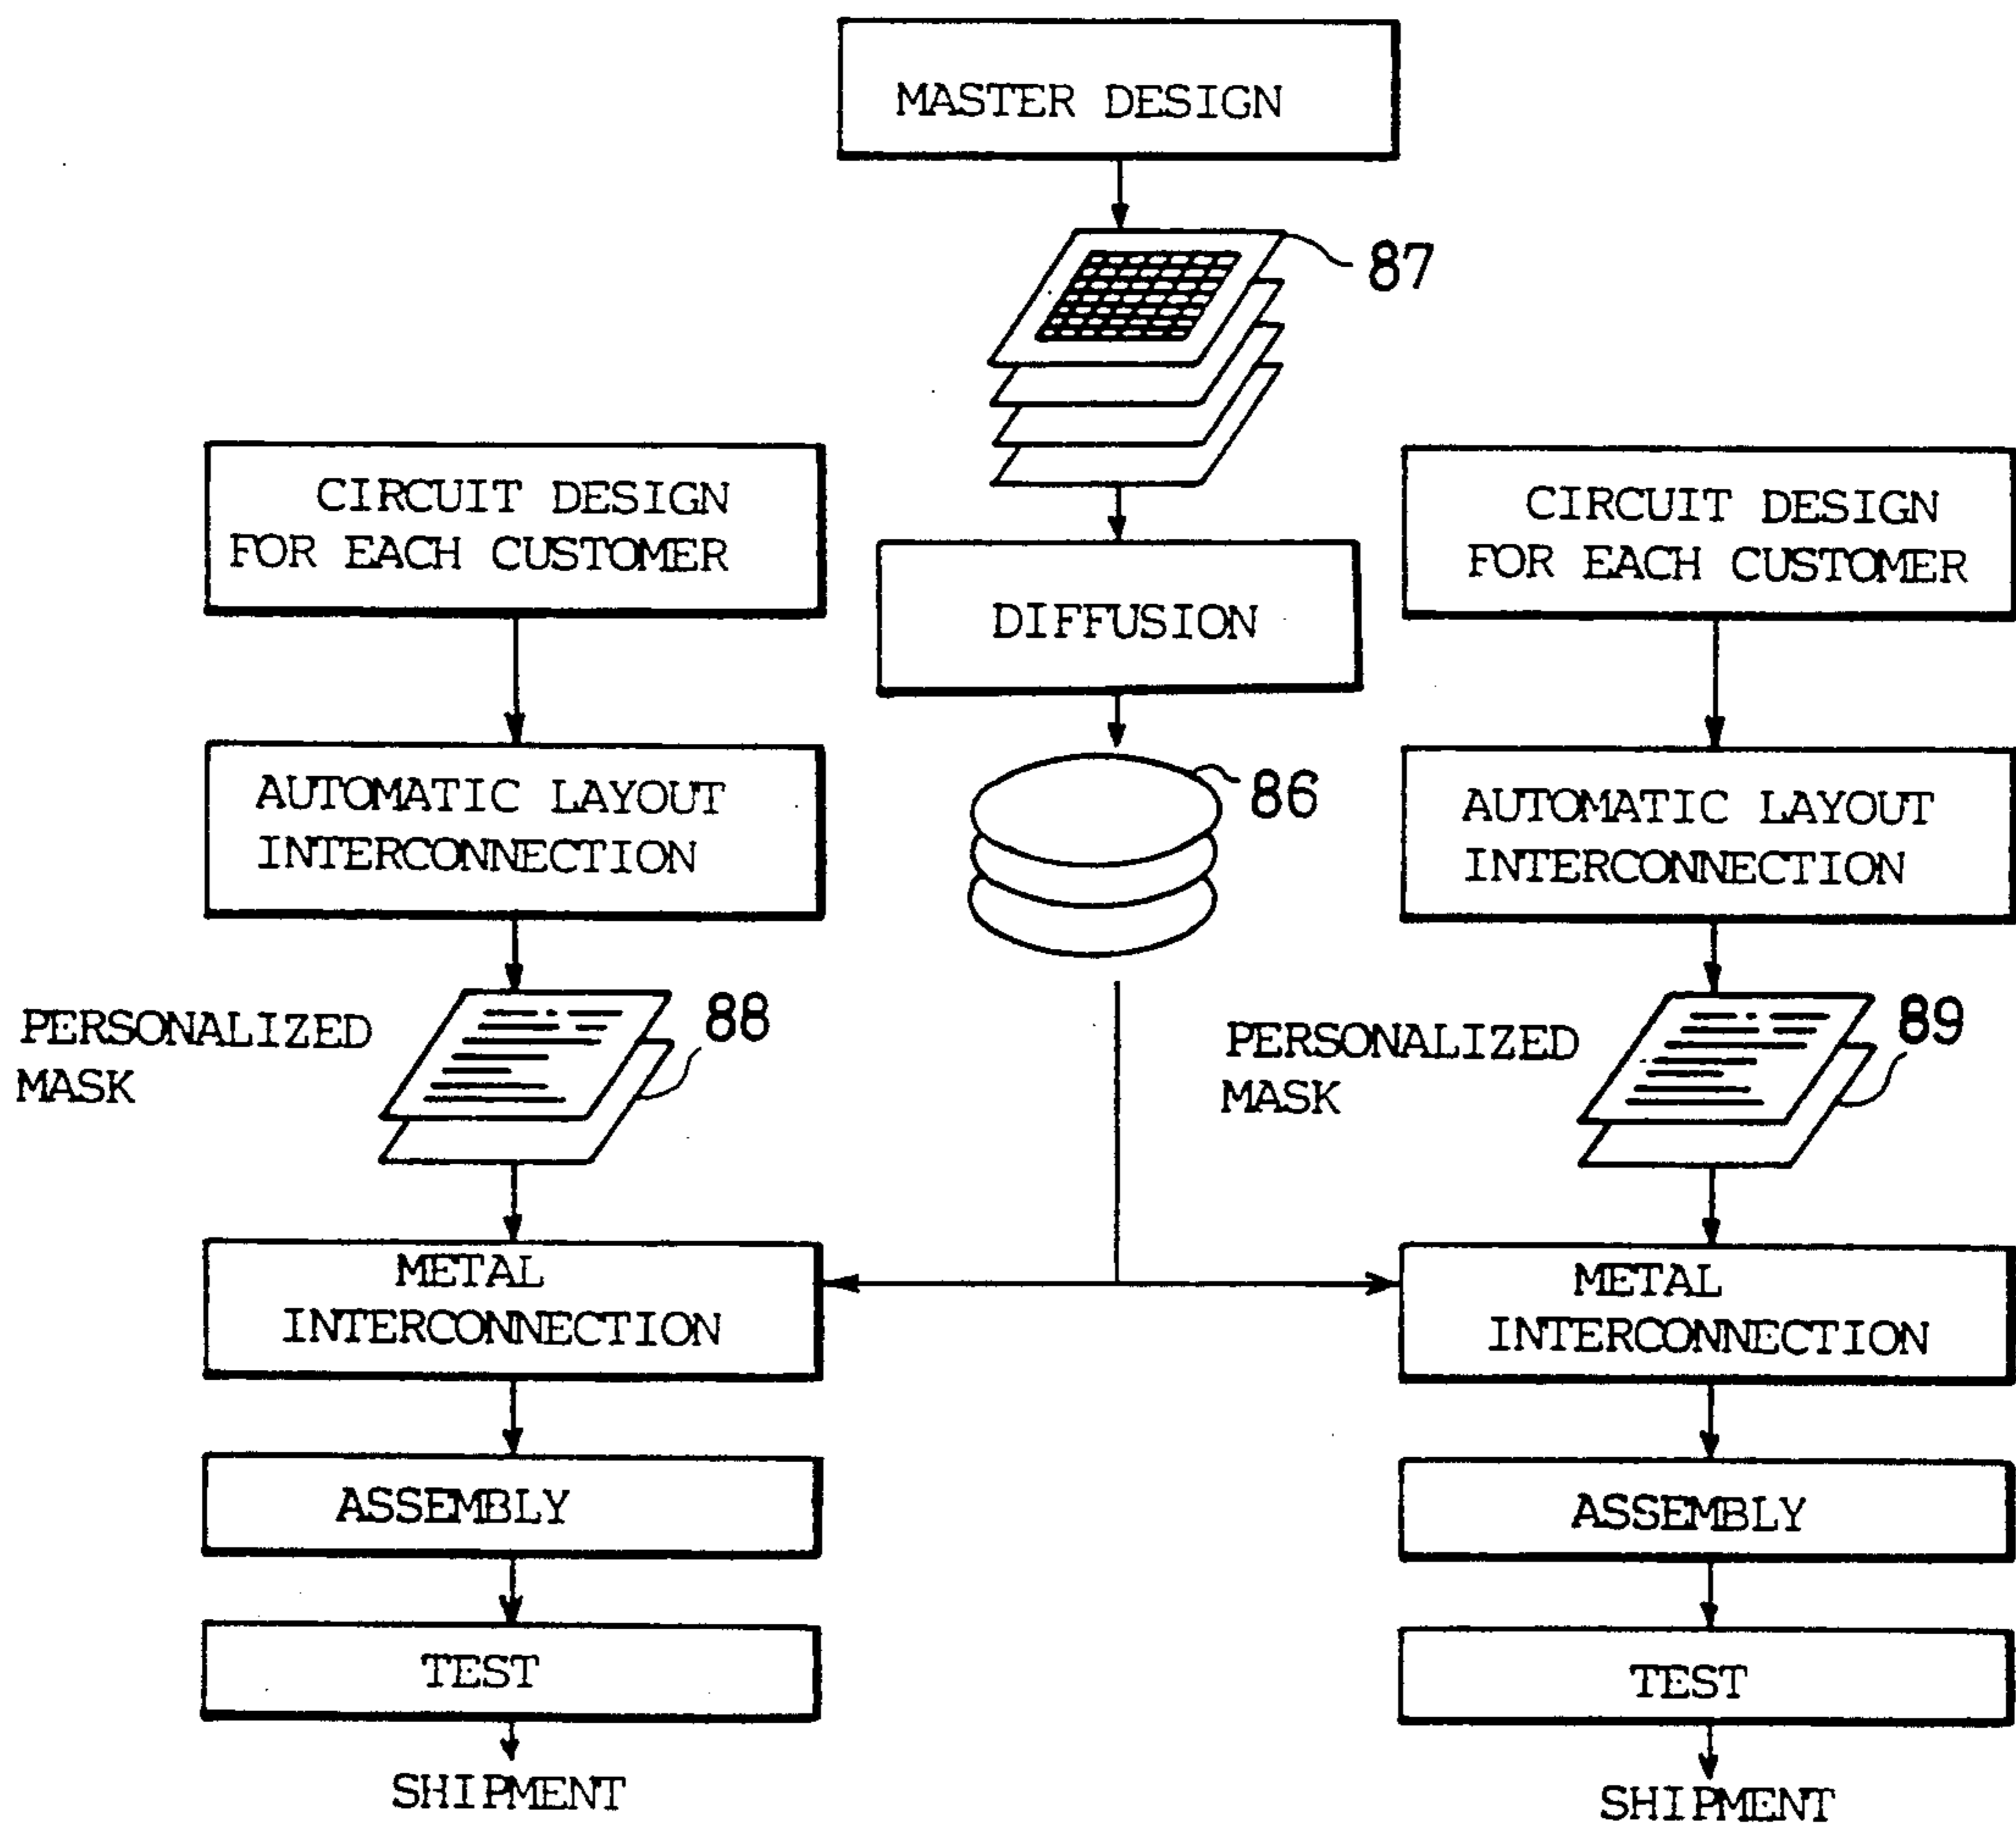 MASTER DESIGN
87
CIRCUIT DESIGN
FOR EACH CUSTOMER
DIFFUSION
CIRCUIT DESIGN
FOR EACH CUSTOMER
AUTOMATIC LAYOUT
INTERCONNECTION
86
AUTOMATIC LAYOUT
INTERCONNECTION
PERSONALIZED
MASK
88
PERSONALIZED
MASK
89
METAL
INTERCONNECTION
METAL
INTERCONNECTION
ASSEMBLY
ASSEMBLY
TEST
TEST
SHIPMENT
SHIPMENT